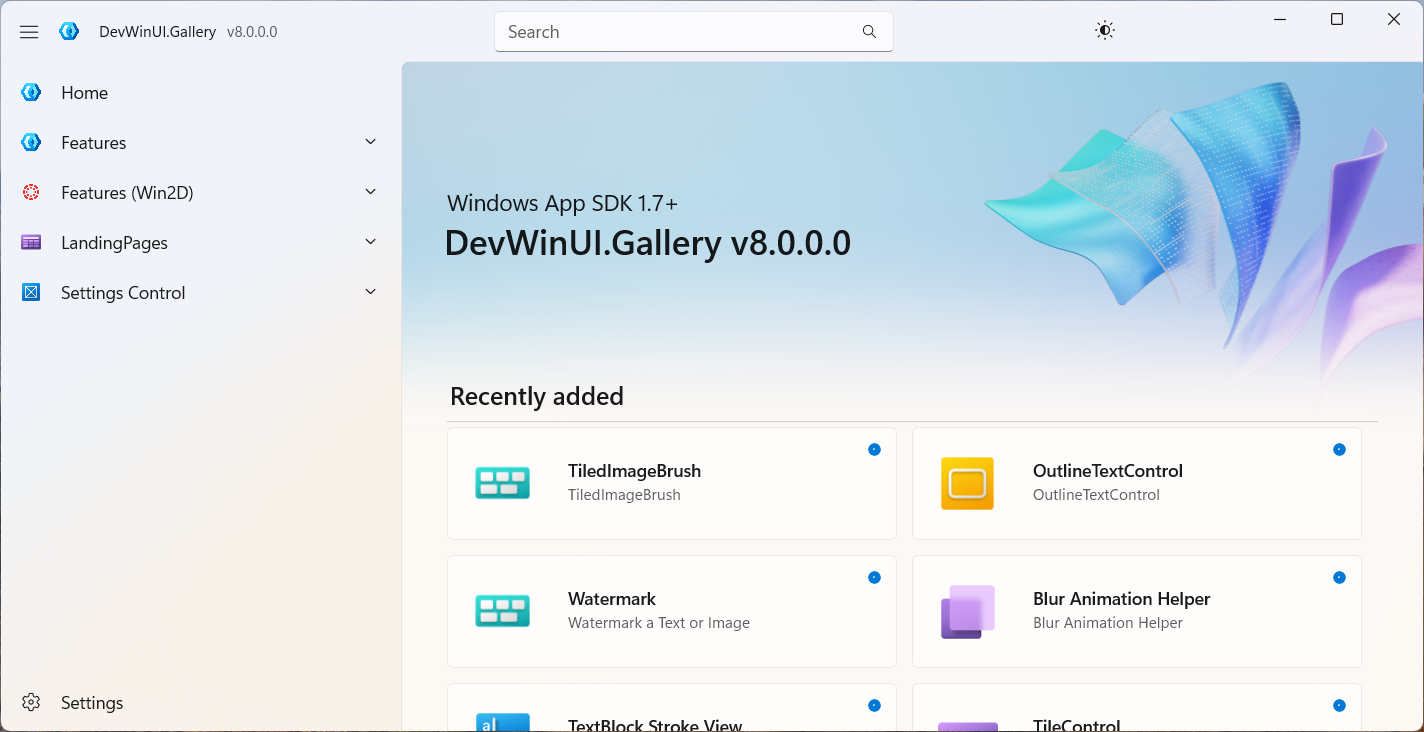 DevWinUI.Gallery v8.0.0.0
Search
Home
Features
Features (Win2D)
LandingPages
Settings Control
Settings
Windows App SDK 1.7+
DevWinUI.Gallery v8.0.0.0
Recently added
TiledImageBrush
TiledImageBrush
OutlineTextControl
OutlineTextControl
Watermark
Watermark a Text or Image
Blur Animation Helper
Blur Animation Helper
al
TextBlock Stroke View
TileControl